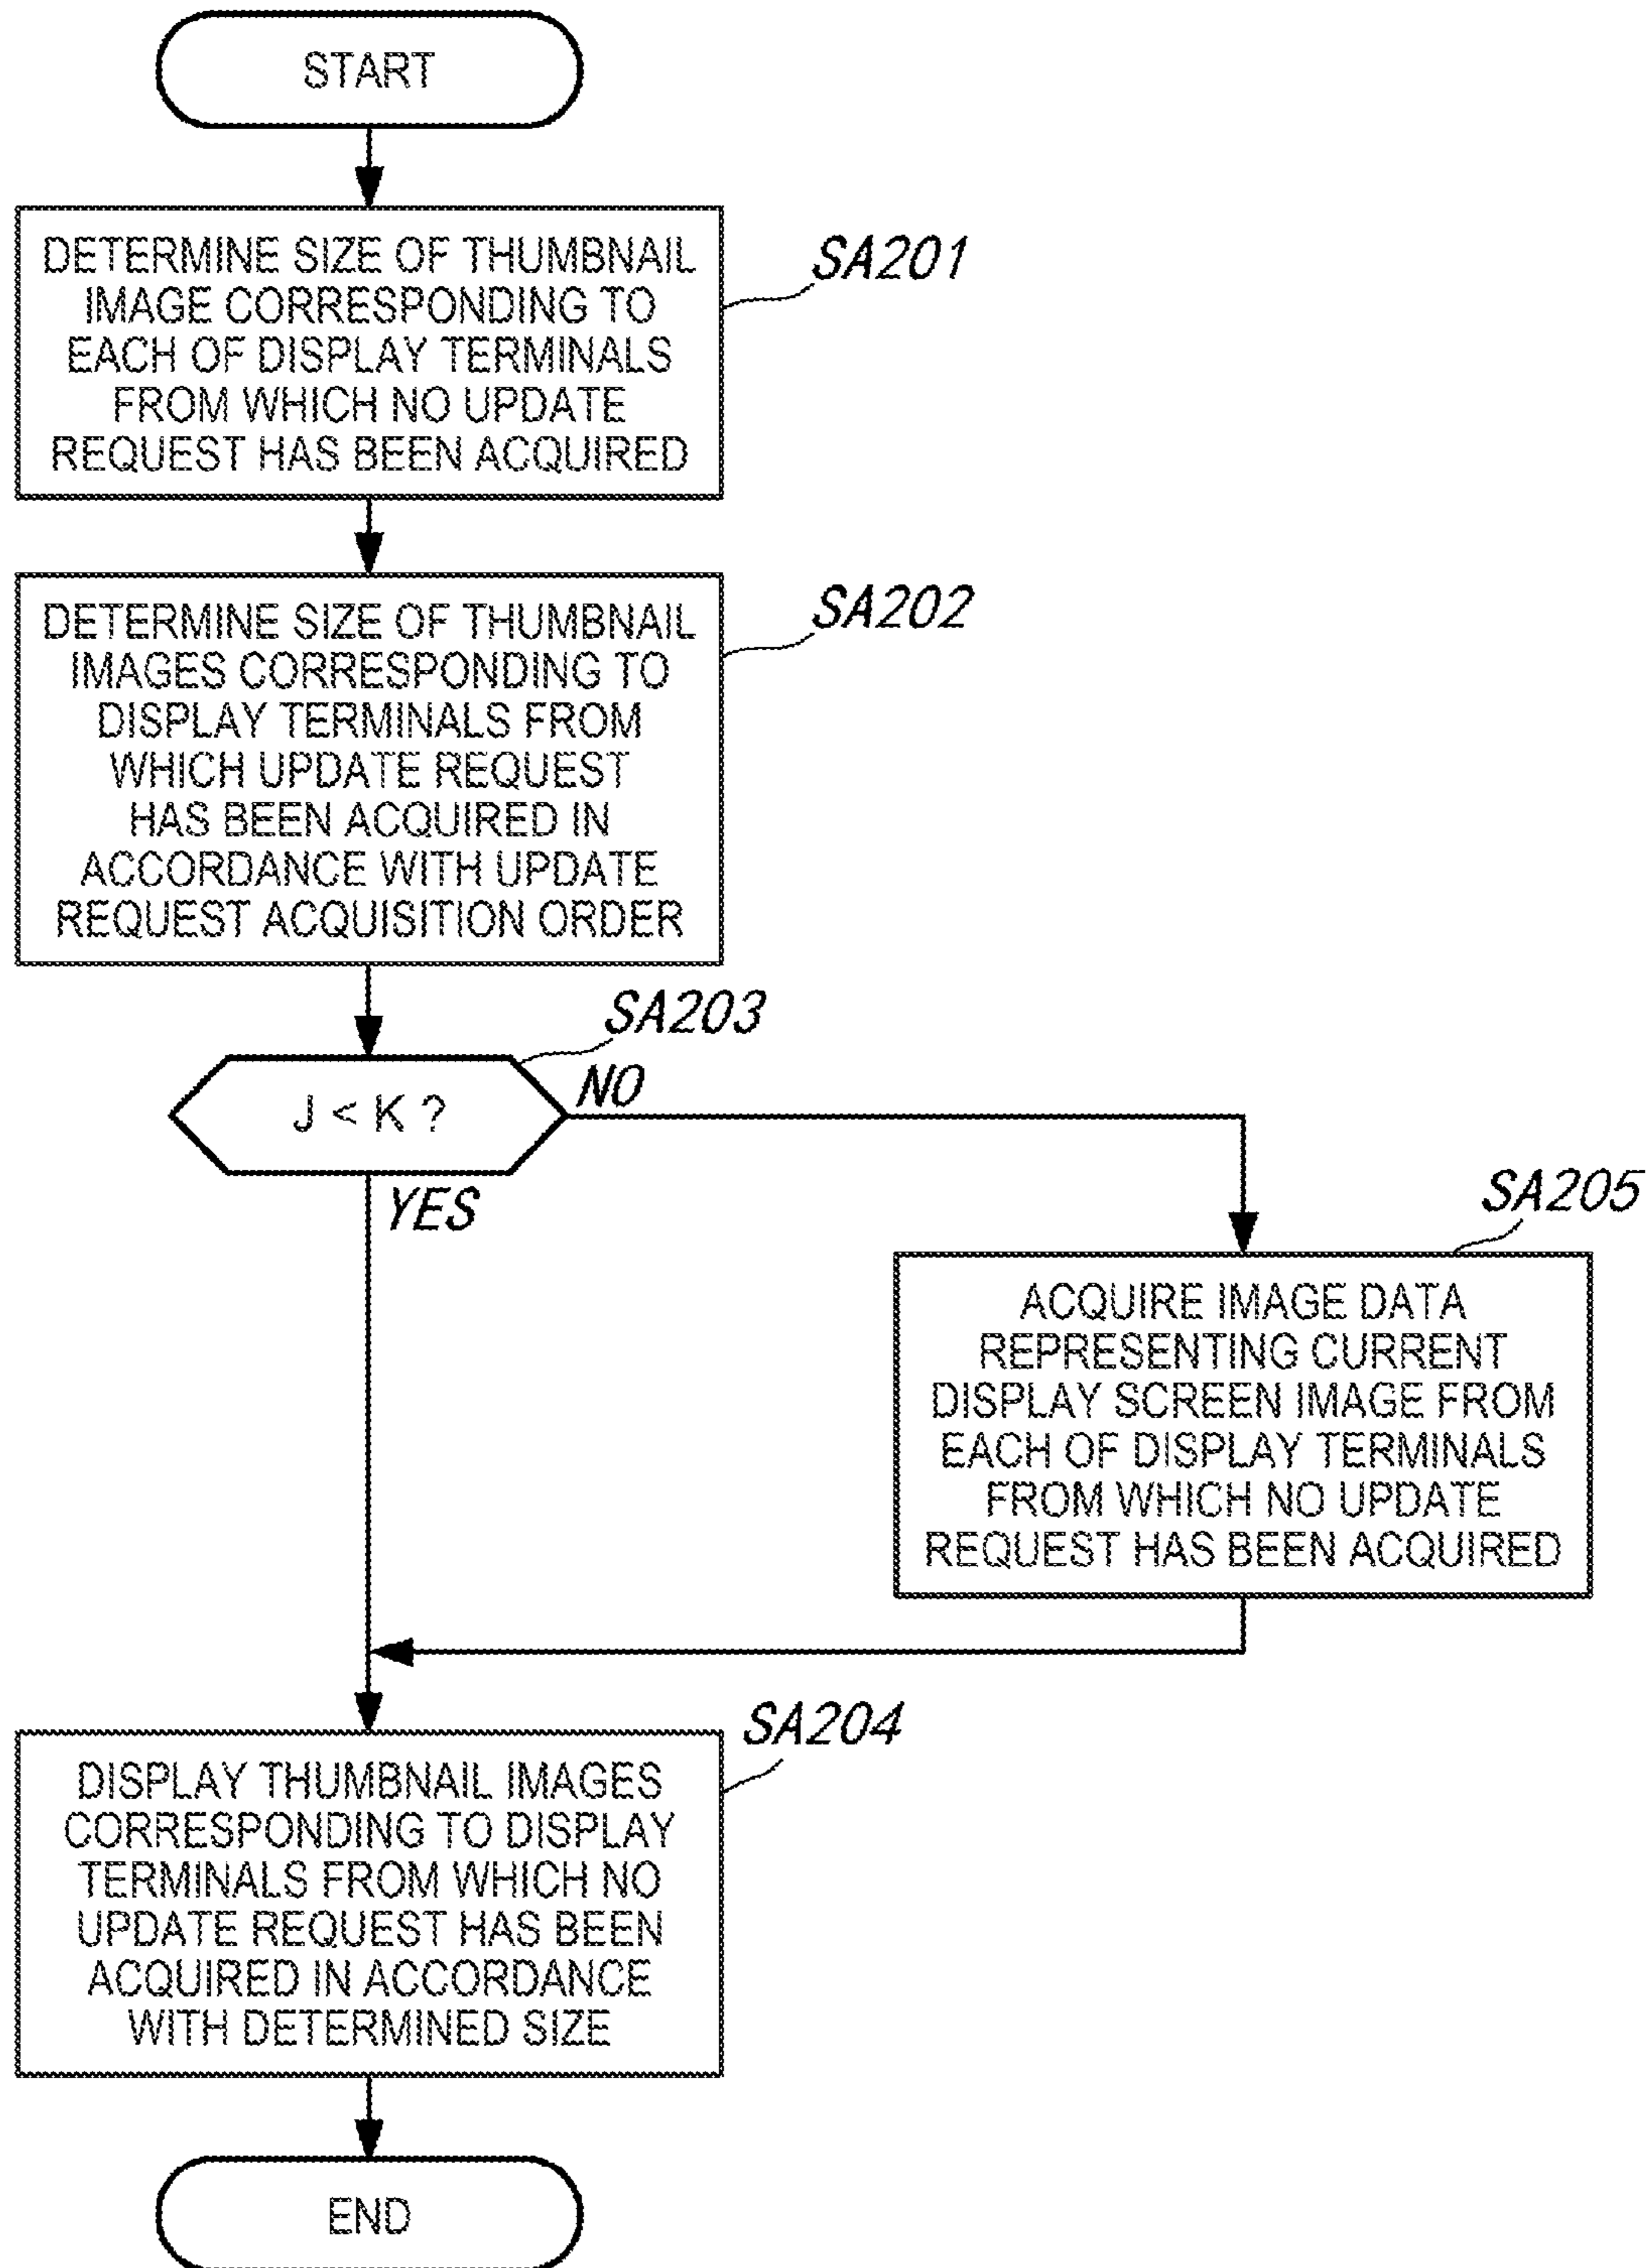 START
DETERMINE SIZE OF THUMBNAIL
IMAGE CORRESPONDING TO
EACH OF DISPLAY TERMINALS
FROM WHICH NO UPDATE
REQUEST HAS BEEN ACQUIRED
SA201
DETERMINE SIZE OF THUMBNAIL
IMAGES CORRESPONDING TO
DISPLAY TERMINALS FROM
WHICH UPDATE REQUEST
HAS BEEN ACQUIRED IN
ACCORDANCE WITH UPDATE
REQUEST ACQUISITION ORDER
SA202
SA203
J < K ?
NO
YES
SA205
ACQUIRE IMAGE DATA
REPRESENTING CURRENT
DISPLAY SCREEN IMAGE FROM
EACH OF DISPLAY TERMINALS
FROM WHICH NO UPDATE
REQUEST HAS BEEN ACQUIRED
SA204
DISPLAY THUMBNAIL IMAGES
CORRESPONDING TO DISPLAY
TERMINALS FROM WHICH NO
UPDATE REQUEST HAS BEEN
ACQUIRED IN ACCORDANCE
WITH DETERMINED SIZE
END